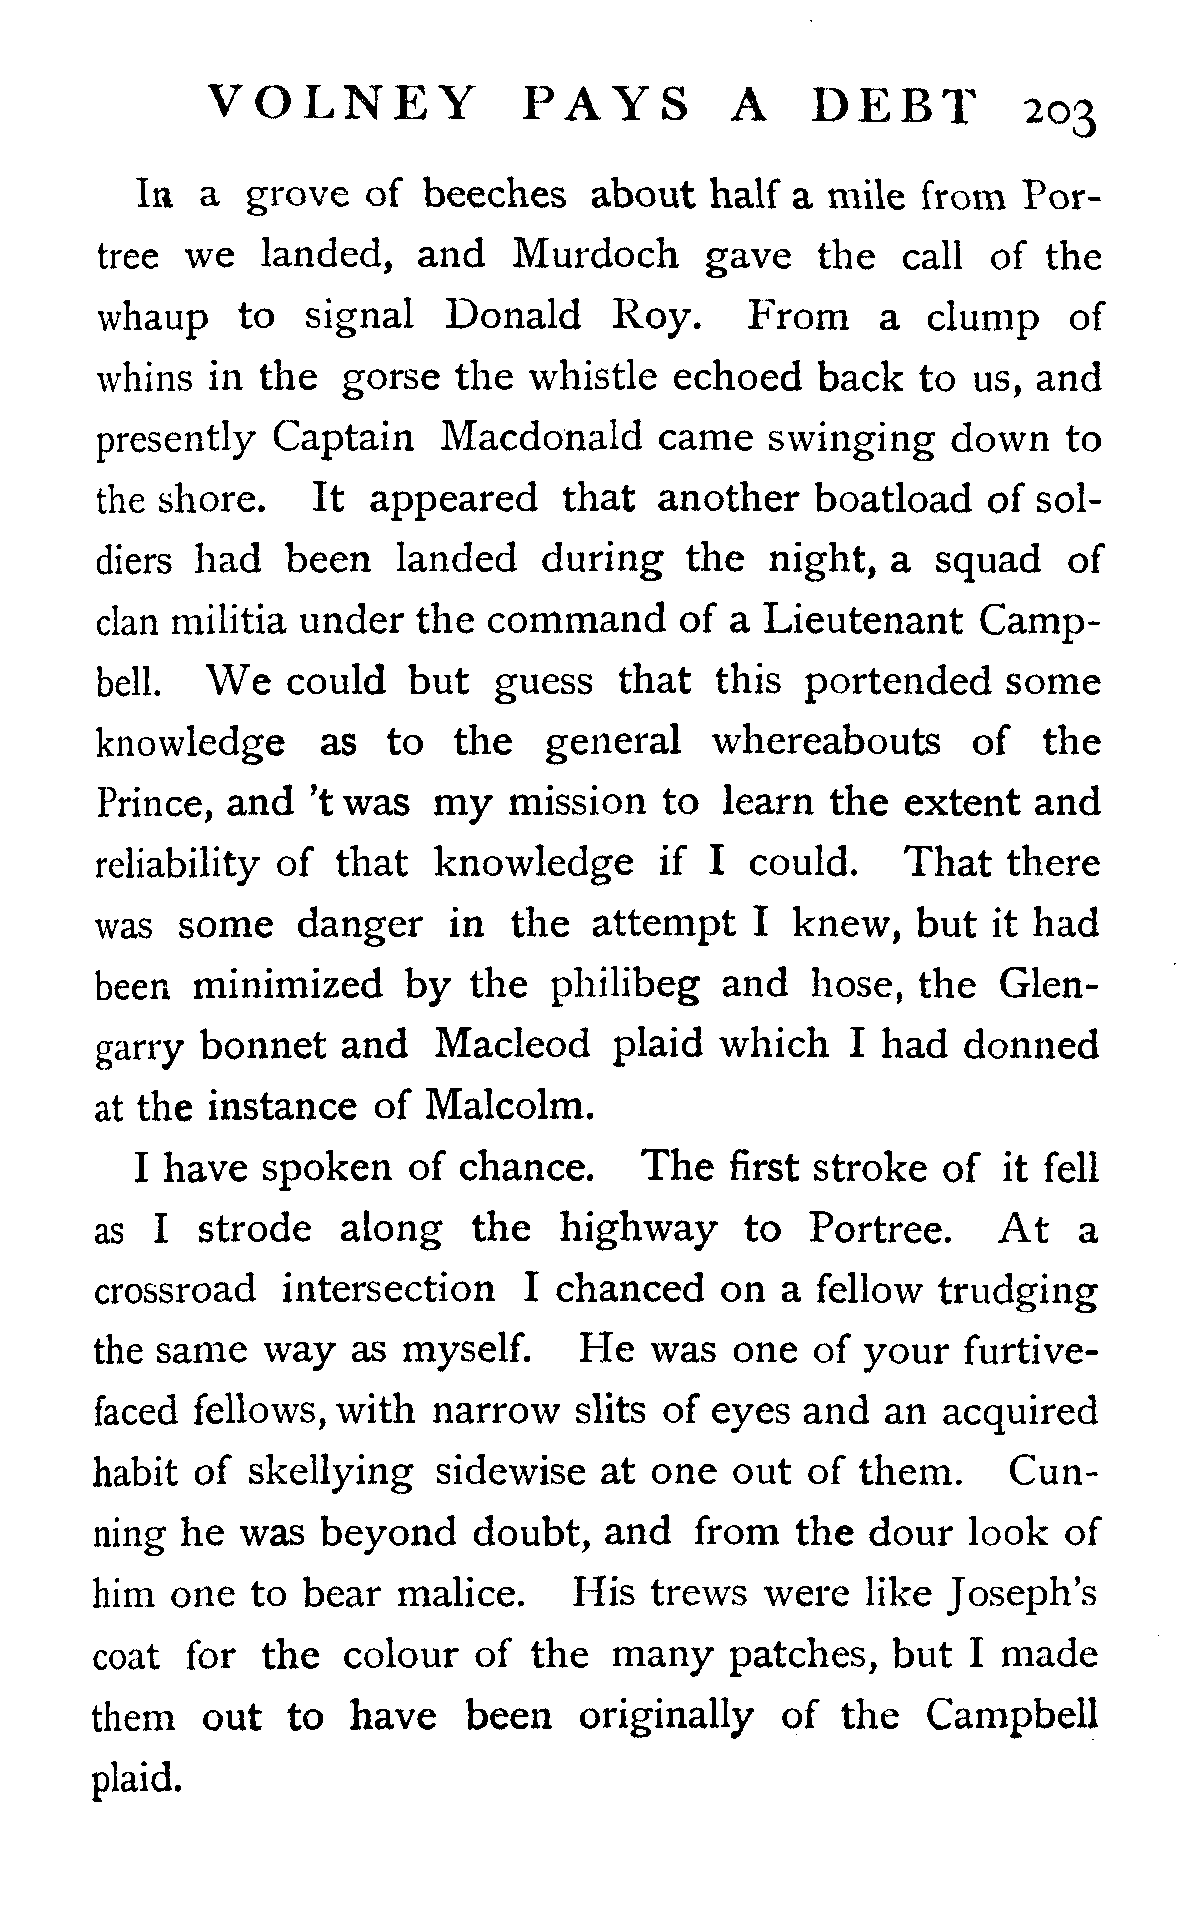 VOLNEY PAYS A DEBT 203
In a grove of beeches about half a mile from Por-
tree we landed, and Murdoch gave the call of the
whaup to signal Donald Roy. From a clump of
whins in the gorse the whistle echoed back to us, and
presently Captain Macdonald came swinging down to
the shore. It appeared that another boatload of sol-
diers had been landed during the night, a squad of
clan militia under the command of a Lieutenant Camp-
bell. We could but guess that this portended some
knowledge as to the general whereabouts of the
Prince, and 't was my mission to learn the extent and
reliability of that knowledge if I could. That there
was some danger in the attempt I knew, but it had
been minimized by the philibeg and hose, the Glen-
garry bonnet and Macleod plaid which I had donned
at the instance of Malcolm.
I have spoken of chance. The first stroke of it fell
as I strode along the highway to Portree. At a
crossroad intersection I chanced on a fellow trudging
the same way as myself. He was one of your furtive-
faced fellows, with narrow slits of eyes and an acquired
habit of skellying sidewise at one out of them. Cun-
ning he was beyond doubt, and from the dour look of
him one to bear malice. His trews were like Joseph's
coat for the colour of the many patches, but I made
them out to have been originally of the Campbell
plaid.